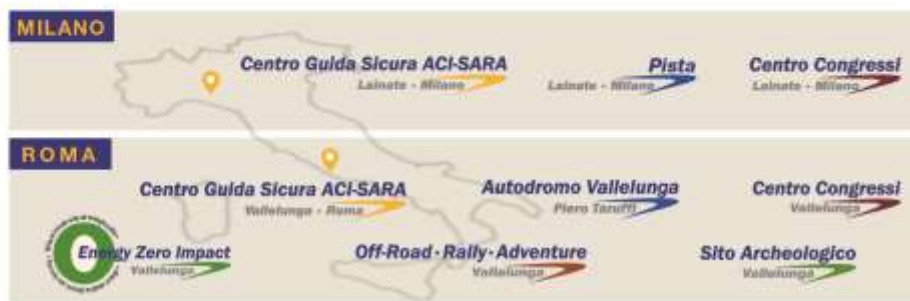 MILANO
Centro Guida Sicura ACI-SARA
Lainate - Milano
Pista
Lainate - Milano
Centro Congressi
Lainate - Milano
ROMA
Centro Guida Sicura ACI-SARA
Vallelunga - Roma
Autodromo Vallelunga
Piero Taruffi
Centro Congressi
Vallelunga
Energy Zero Impact
Vallelunga
Off-Road-Rally-Adventure
Vallelunga
Sito Archeologico
Vallelunga